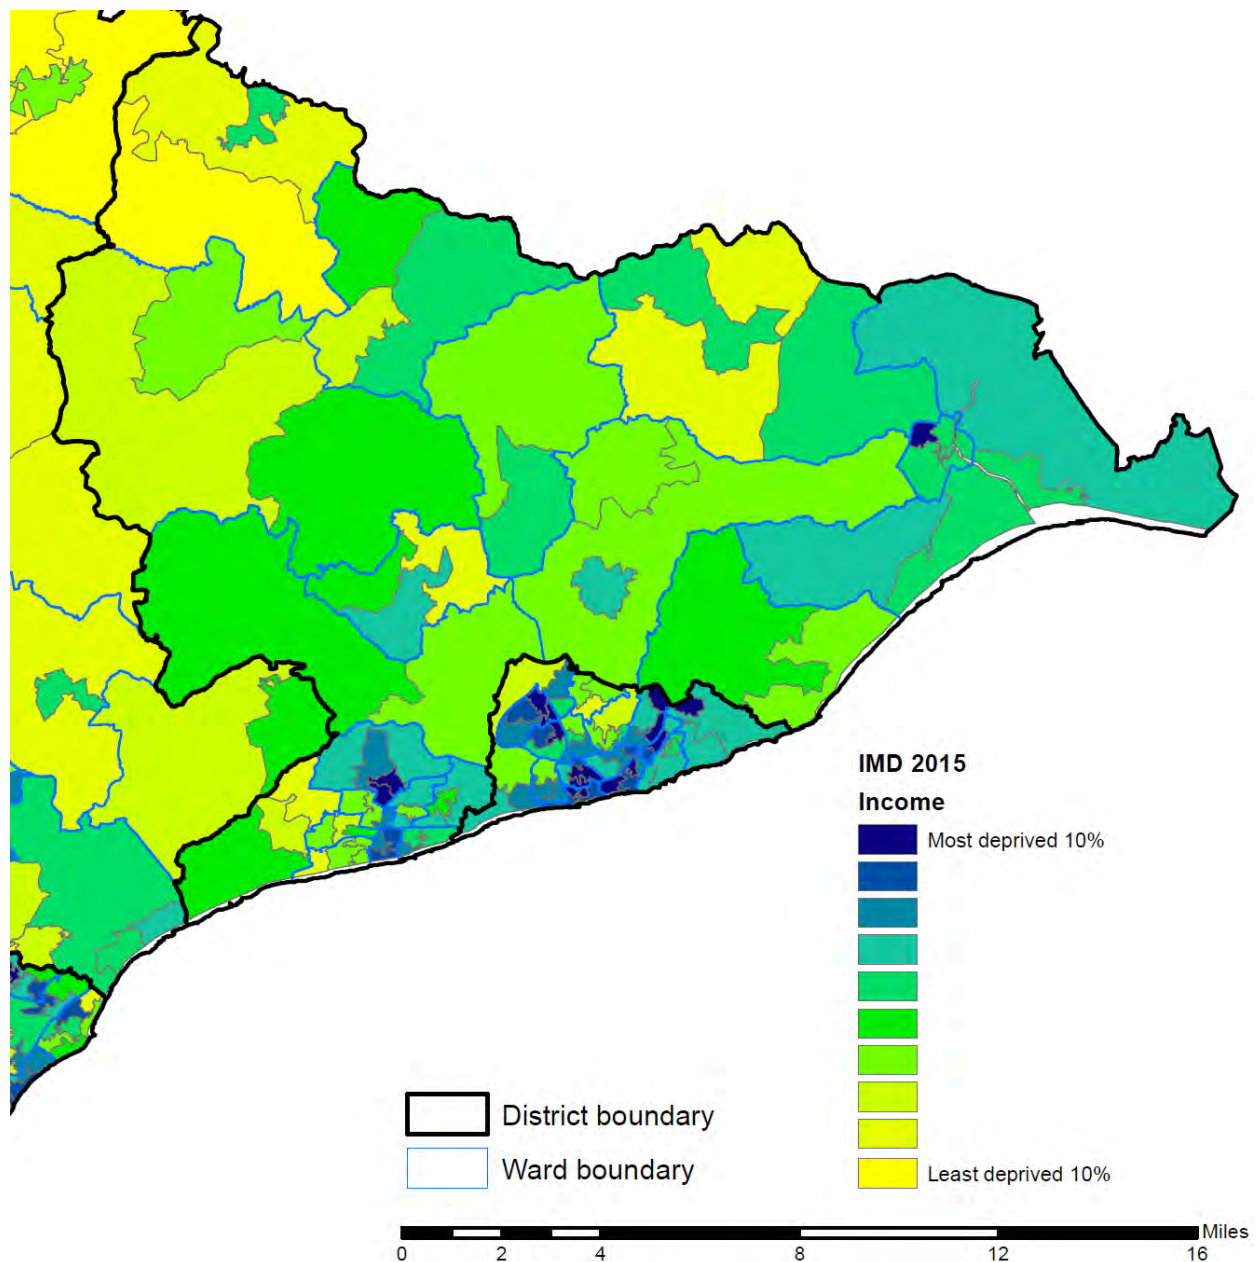 IMD 2015
Income
Most deprived 10%
Least deprived 10%
District boundary
Ward boundary
Miles
0 2 4 8 12 16